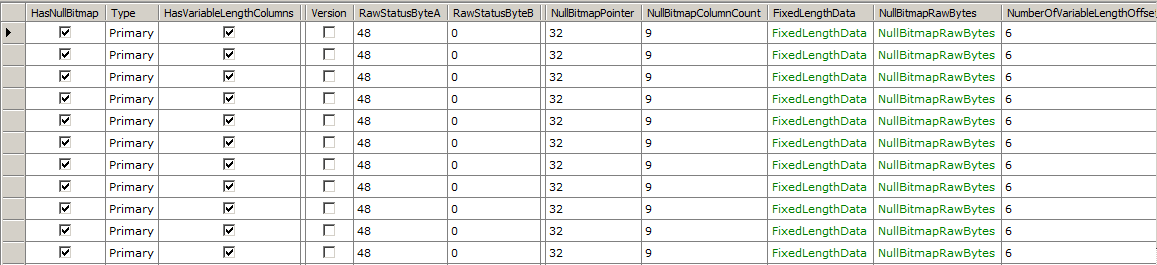 HasNullBitmap Type HasVariableLengthColumns Version RawStatusByteA RawStatusByteB NullBitmapPointer NullBitmapColumnCount FixedLengthData NullBitmapRawBytes NumberOfVariableLengthOffse
Primary 48 0 32 9 FixedLengthData NullBitmapRawBytes 6
Primary 48 0 32 9 FixedLengthData NullBitmapRawBytes 6
Primary 48 0 32 9 FixedLengthData NullBitmapRawBytes 6
Primary 48 0 32 9 FixedLengthData NullBitmapRawBytes 6
Primary 48 0 32 9 FixedLengthData NullBitmapRawBytes 6
Primary 48 0 32 9 FixedLengthData NullBitmapRawBytes 6
Primary 48 0 32 9 FixedLengthData NullBitmapRawBytes 6
Primary 48 0 32 9 FixedLengthData NullBitmapRawBytes 6
Primary 48 0 32 9 FixedLengthData NullBitmapRawBytes 6
Primary 48 0 32 9 FixedLengthData NullBitmapRawBytes 6
Primary 48 0 32 9 FixedLengthData NullBitmapRawBytes 6